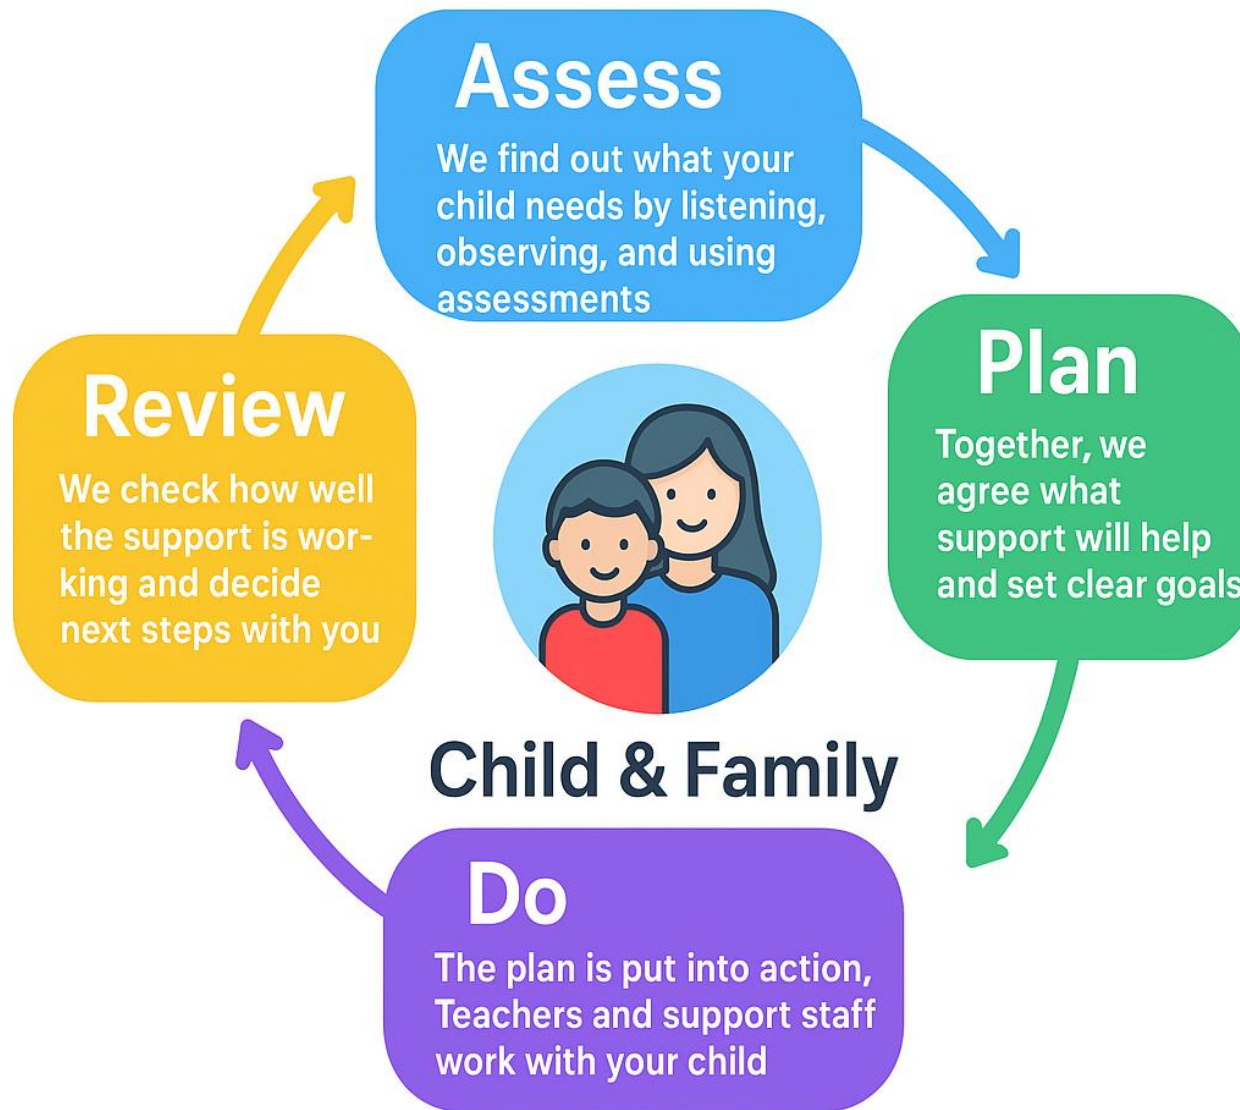 Assess
We find out what your
child needs by listening,
observing, and using
assessments
Plan
Together, we
agree what
support will help
and set clear goals
Do
The plan is put into action,
Teachers and support staff
work with your child
Review
We check how well
the support is wor-
king and decide
next steps with you
Child & Family